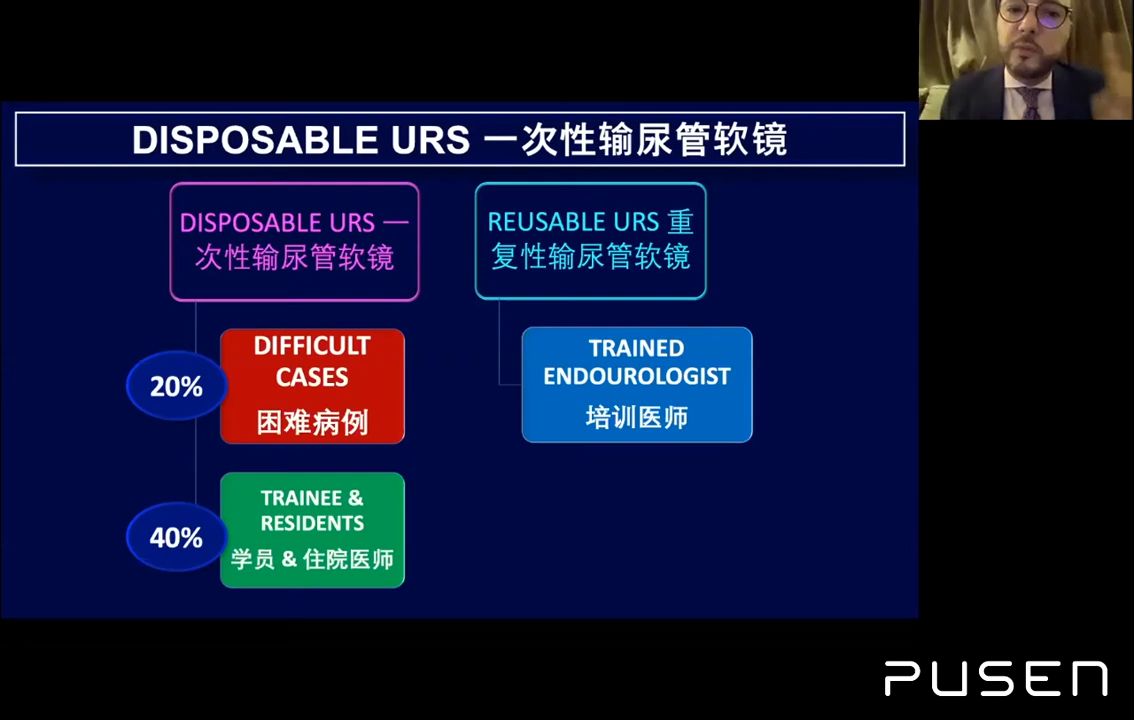 DISPOSABLE URS 一次性输尿管软镜
DISPOSABLE URS 一
次性输尿管软镜
REUSABLE URS 重
复性输尿管软镜
20%
DIFFICULT
CASES
困难病例
TRAINED
ENDOUROLOGIST
培训医师
40%
TRAINEE &
RESIDENTS
学员 & 住院医师
PUSEN